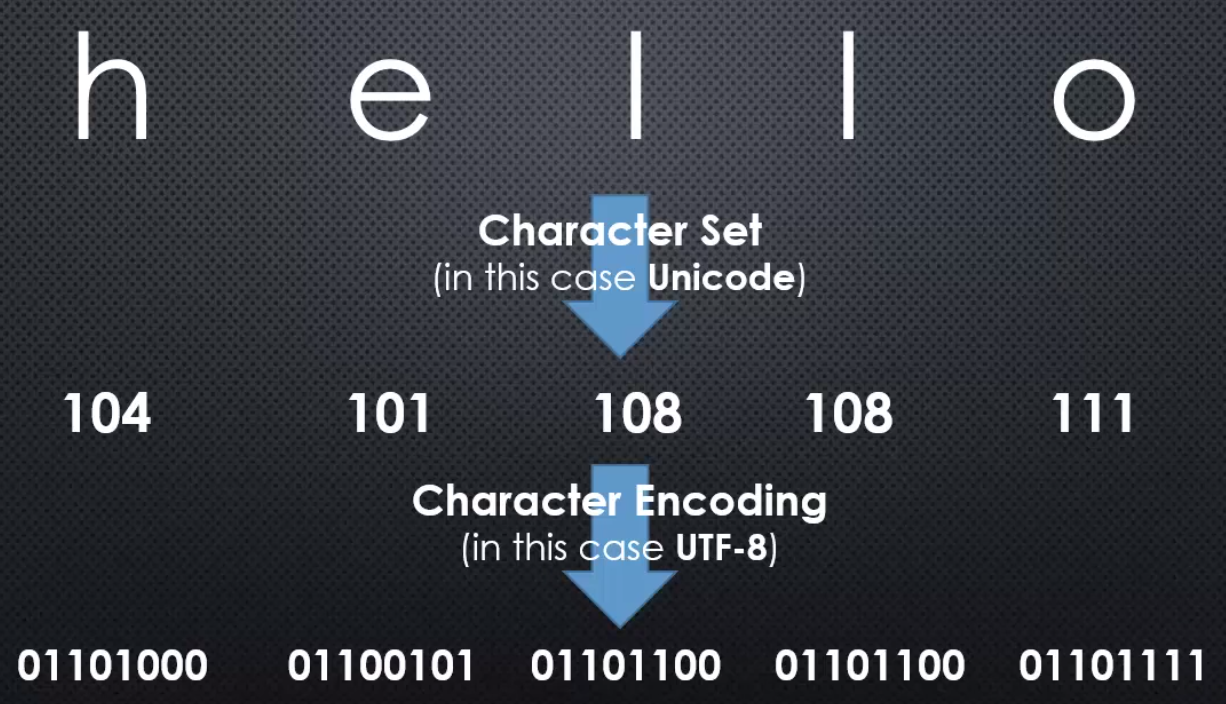 h e l l o
Character Set
(in this case Unicode)
104 101 108 108 111
Character Encoding
(in this case UTF-8)
01101000 01100101 01101100 01101100 01101111